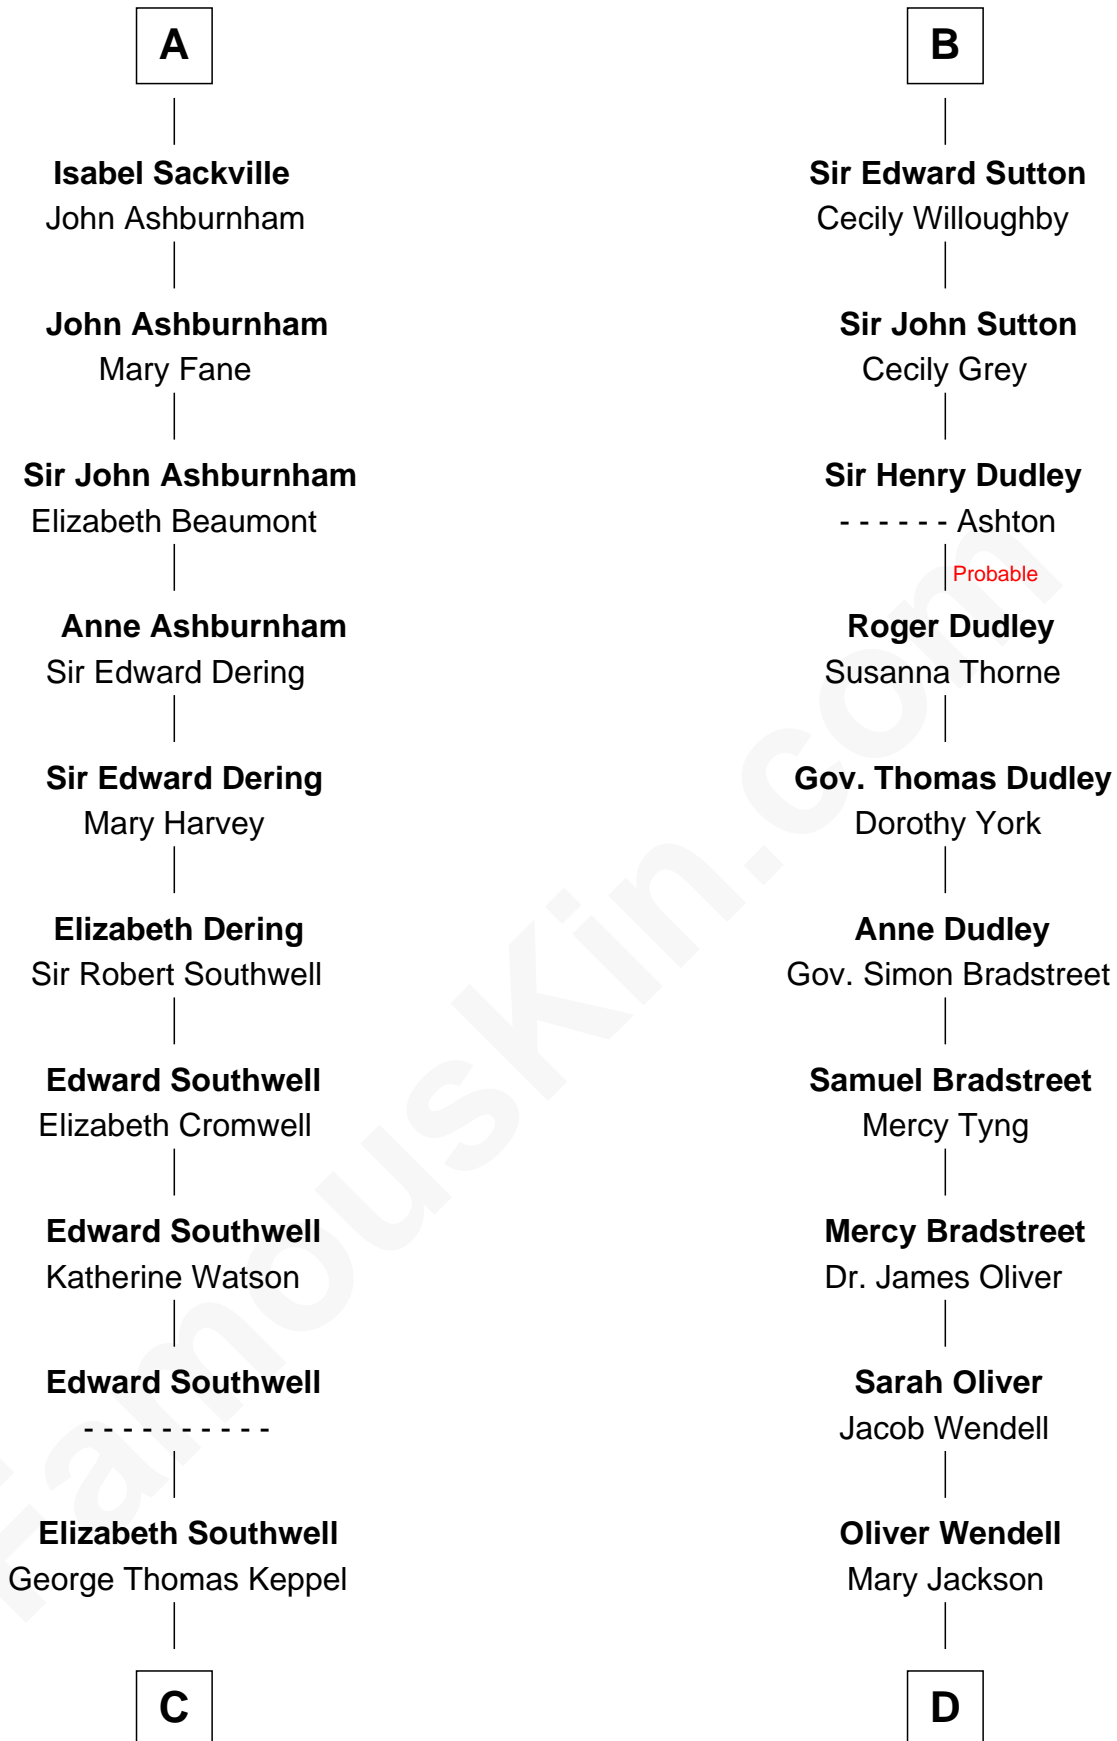 A
Isabel Sackville
John Ashburnham
John Ashburnham
Mary Fane
Sir John Ashburnham
Elizabeth Beaumont
Anne Ashburnham
Sir Edward Dering
Sir Edward Dering
Mary Harvey
Elizabeth Dering
Sir Robert Southwell
Edward Southwell
Elizabeth Cromwell
Edward Southwell
Katherine Watson
Edward Southwell
- - - - - - - - - -
Elizabeth Southwell
George Thomas Keppel
C
B
Sir Edward Sutton
Cecily Willoughby
Sir John Sutton
Cecily Grey
Sir Henry Dudley
- - - - - - Ashton
Probable
Roger Dudley
Susanna Thorne
Gov. Thomas Dudley
Dorothy York
Anne Dudley
Gov. Simon Bradstreet
Samuel Bradstreet
Mercy Tyng
Mercy Bradstreet
Dr. James Oliver
Sarah Oliver
Jacob Wendell
Oliver Wendell
Mary Jackson
D
FamousKin.com